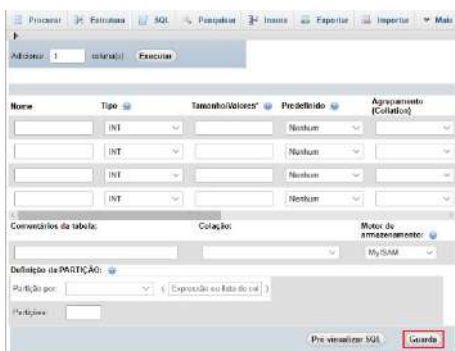 Procurar Estrutura SQL Pesquisar Insere Exportar Importar Mais
Adicionar 1 coluna(s) Executar
Nome Tipo Tamanho/Valores* Predefinido Agrupamento (Collation)
INT Nenhum
INT Nenhum
INT Nenhum
INT Nenhum
Comentários da tabela: Colação: Motor de armazenamento:
MyISAM
Definição da PARTIÇÃO:
Partição por: ( Expressão ou lista de col )
Partições:
Pré visualizar SQL Guarda